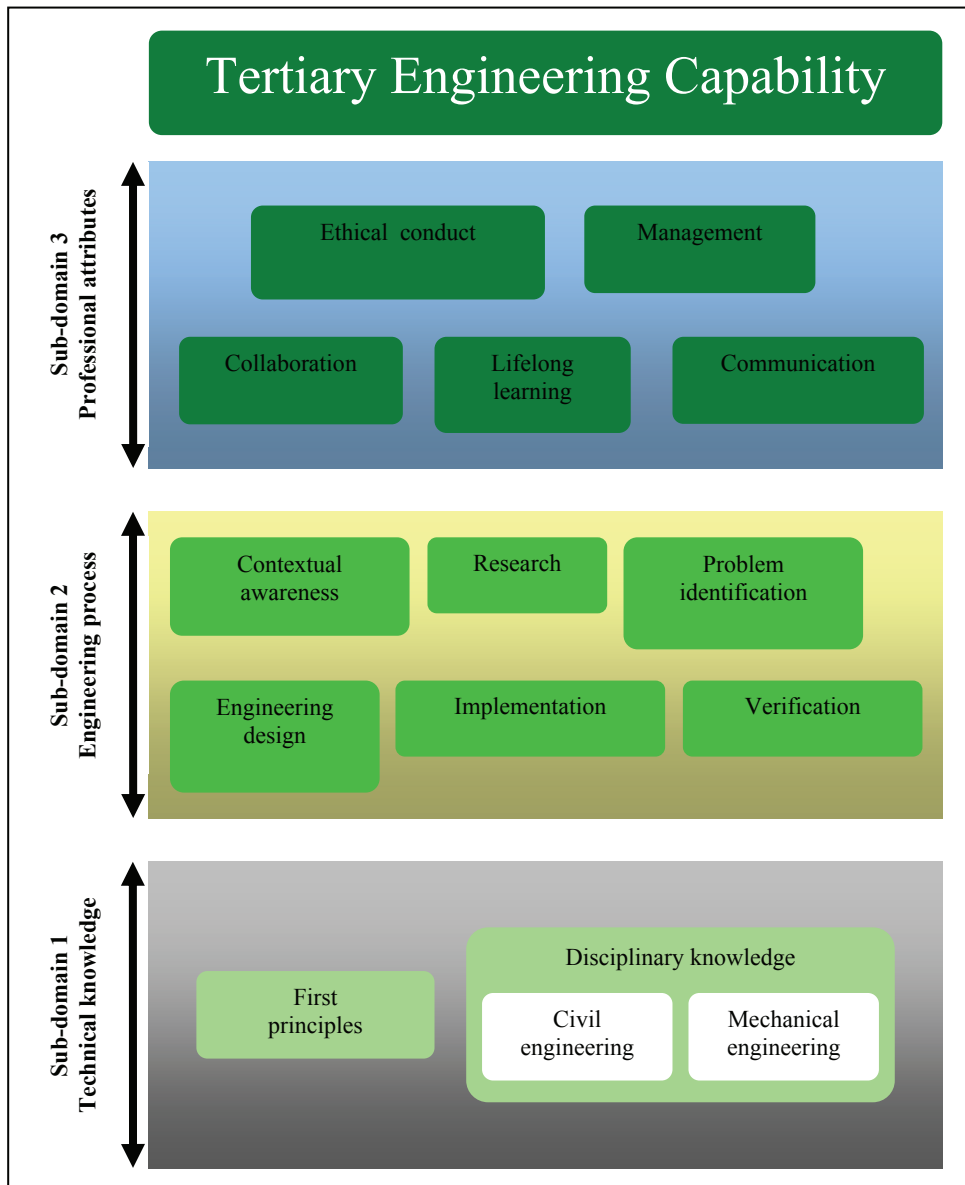 Tertiary Engineering Capability
Sub-domain 3
Professional attributes
Ethical conduct
Management
Collaboration
Lifelong
learning
Communication
Sub-domain 2
Engineering process
Contextual
awareness
Research
Problem
identification
Engineering
design
Implementation
Verification
Sub-domain 1
Technical knowledge
First
principles
Disciplinary knowledge
Civil
engineering
Mechanical
engineering